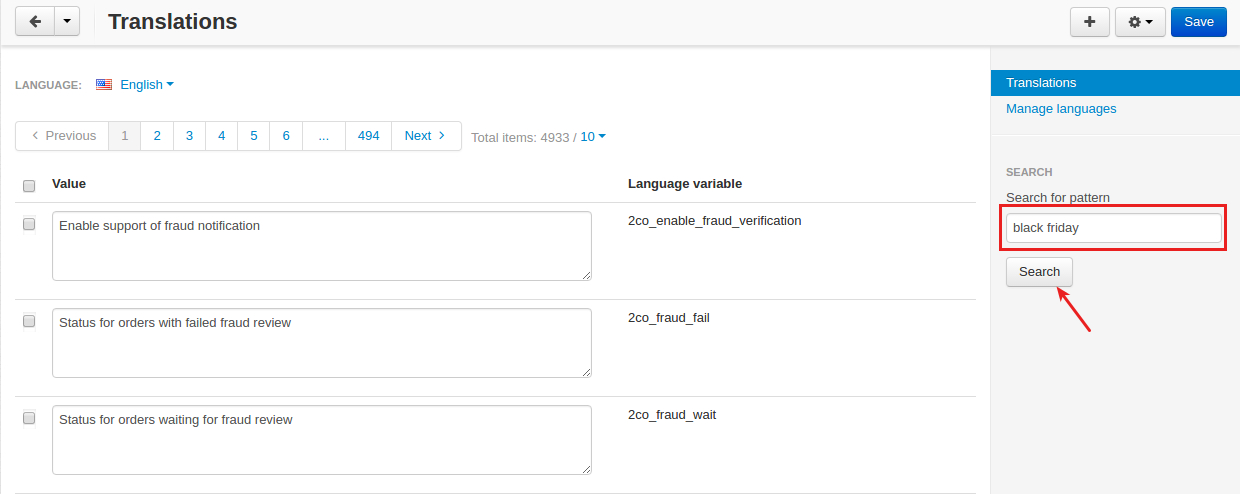 Translations
Save
LANGUAGE: English
Previous 1 2 3 4 5 6 ... 494 Next Total items: 4933 / 10
Value Language variable
Enable support of fraud notification 2co_enable_fraud_verification
Status for orders with failed fraud review 2co_fraud_fail
Status for orders waiting for fraud review 2co_fraud_wait
Translations
Manage languages
SEARCH
Search for pattern
black friday
Search